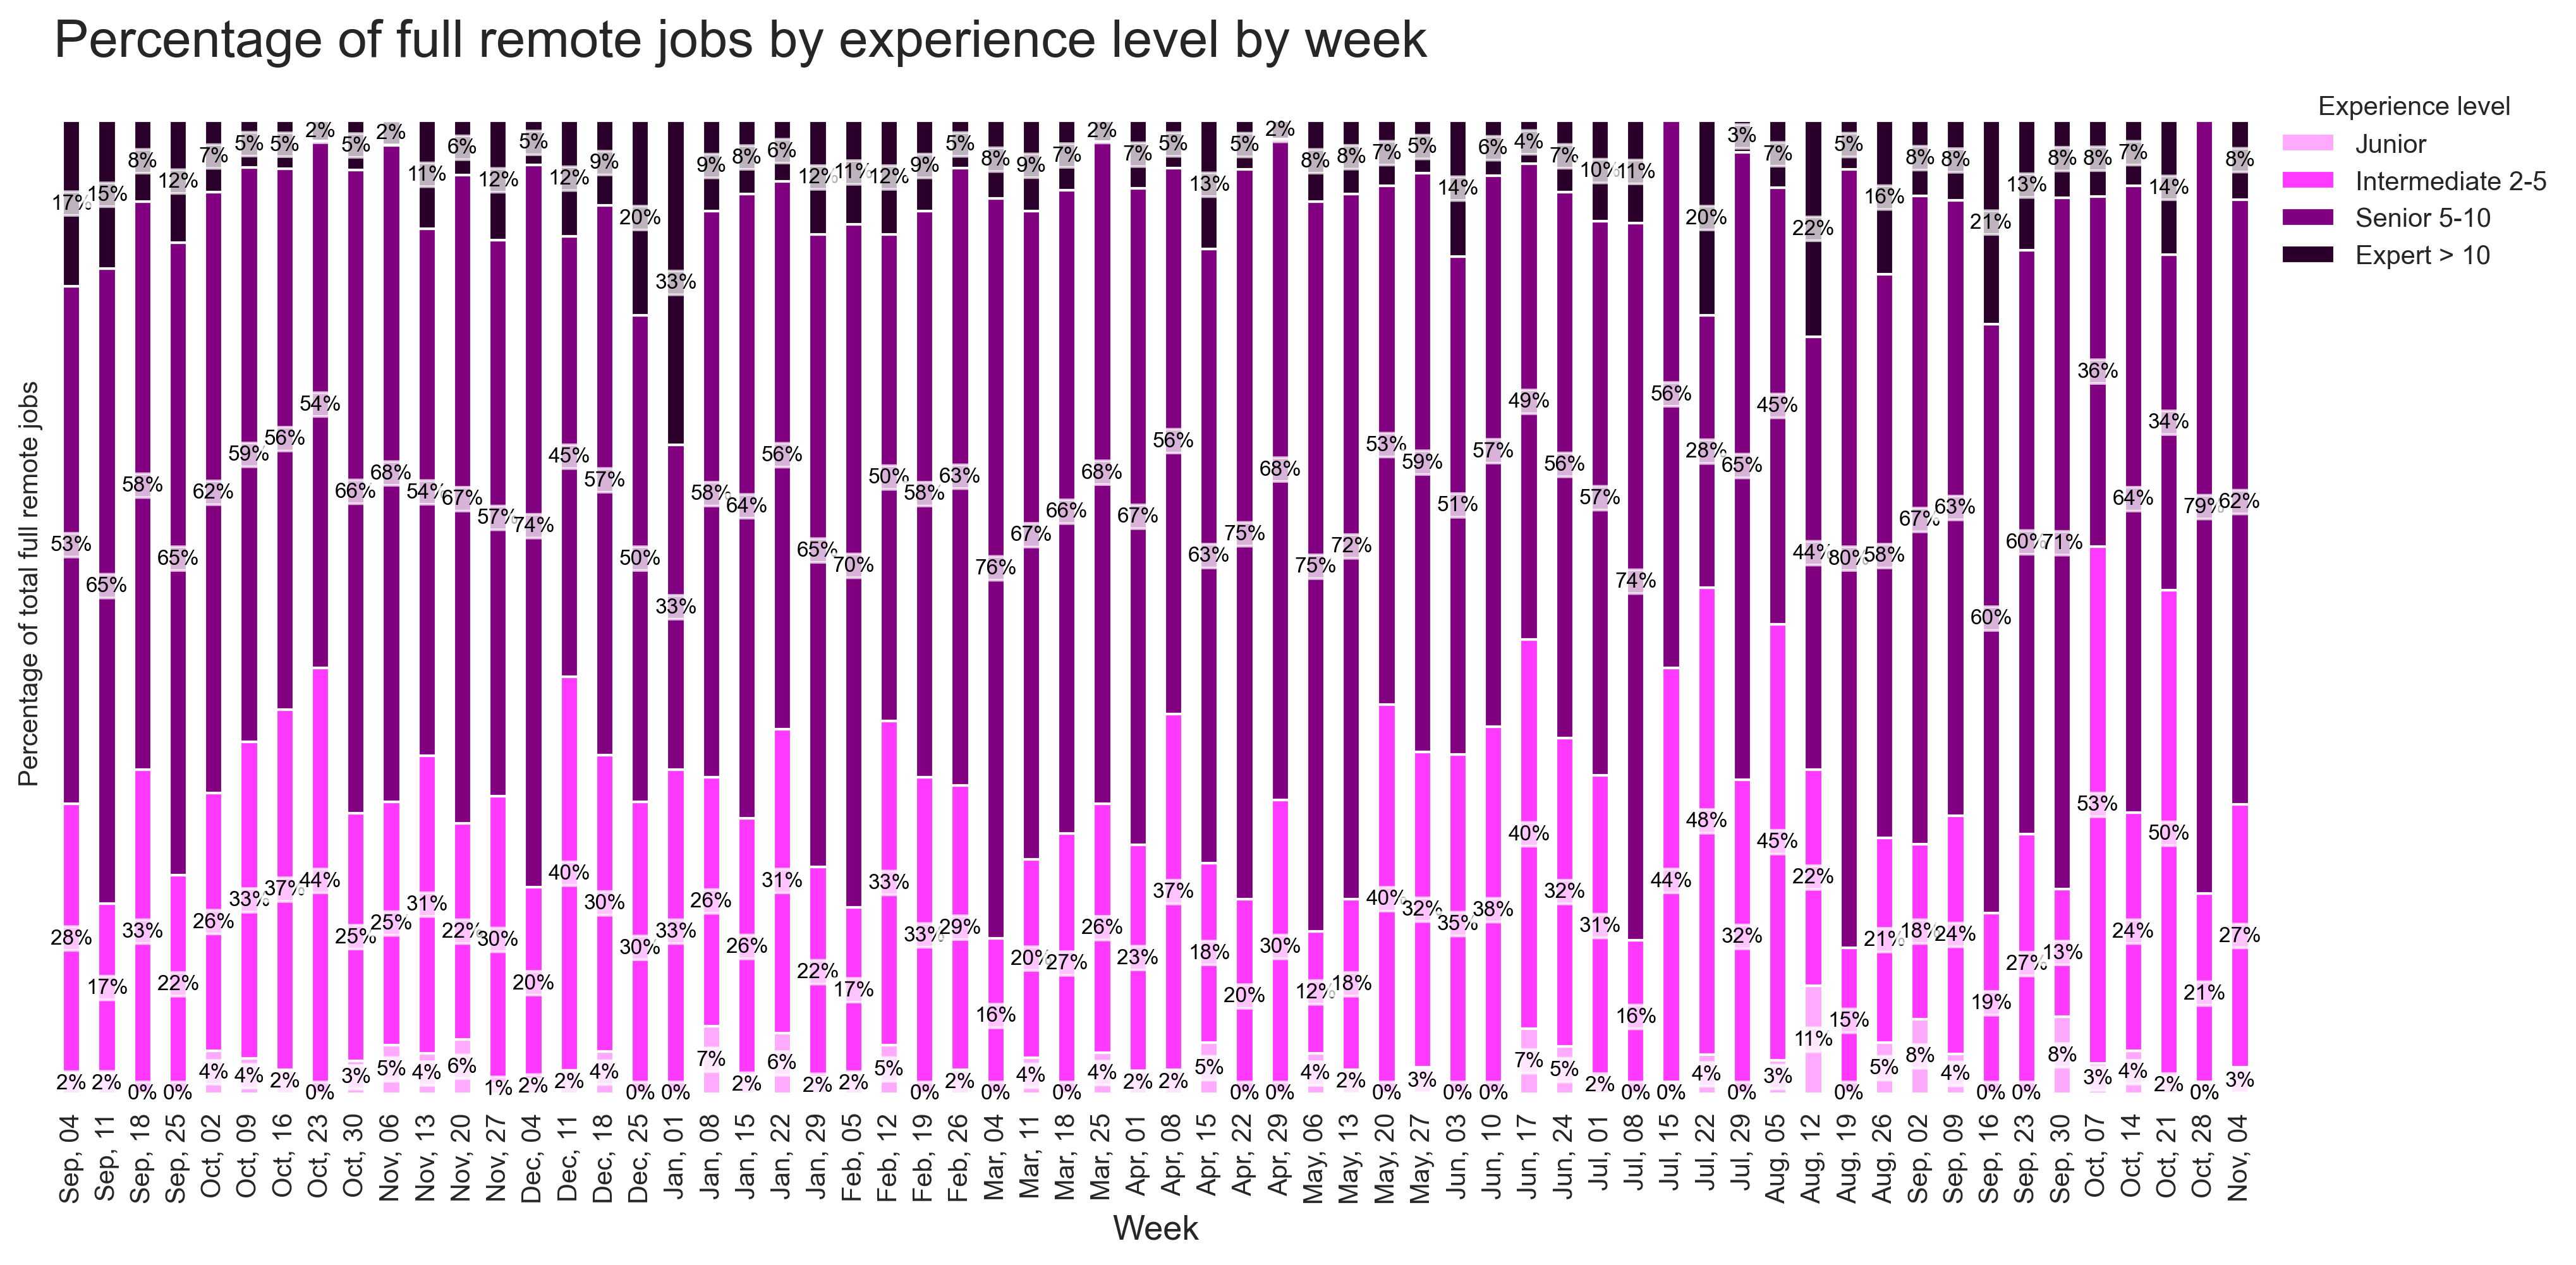 Percentage of full remote jobs by experience level by week
Experience level
Junior
Intermediate 2-5
Senior 5-10
Expert > 10
Percentage of total full remote jobs
17% 15% 8% 12% 7% 5% 5% 2% 5% 2% 11% 6% 12% 5% 12% 9% 20% 33% 9% 8% 6% 12% 11% 12% 9% 5% 8% 9% 7% 2% 7% 5% 13% 5% 2% 8% 8% 7% 5% 14% 6% 4% 7% 10% 11% 20% 3% 7% 22% 5% 16% 8% 8% 21% 13% 8% 8% 7% 14% 8%
53% 65% 58% 65% 62% 59% 56% 54% 66% 68% 54% 67% 57% 74% 45% 57% 50% 33% 58% 64% 56% 65% 70% 50% 58% 63% 76% 67% 66% 68% 67% 56% 63% 75% 68% 75% 72% 53% 59% 51% 57% 49% 56% 57% 74% 56% 28% 65% 45% 44% 80% 58% 67% 63% 60% 60% 71% 36% 64% 34% 79% 62%
28% 17% 33% 22% 26% 33% 37% 44% 25% 25% 31% 22% 30% 20% 40% 30% 30% 33% 26% 26% 31% 22% 17% 33% 33% 29% 16% 20% 27% 26% 23% 37% 18% 20% 30% 12% 18% 40% 32% 35% 38% 40% 32% 31% 16% 44% 48% 32% 45% 22% 15% 21% 18% 24% 19% 27% 13% 53% 24% 50% 21% 27%
2% 2% 0% 0% 4% 4% 2% 0% 3% 5% 4% 6% 1% 2% 2% 4% 0% 0% 7% 2% 6% 2% 2% 5% 0% 2% 0% 4% 0% 4% 2% 2% 5% 0% 0% 4% 2% 0% 3% 0% 0% 7% 5% 2% 0% 0% 4% 0% 3% 11% 0% 5% 8% 4% 0% 0% 8% 3% 4% 2% 0% 3%
Sep, 04
Sep, 11
Sep, 18
Sep, 25
Oct, 02
Oct, 09
Oct, 16
Oct, 23
Oct, 30
Nov, 06
Nov, 13
Nov, 20
Nov, 27
Dec, 04
Dec, 11
Dec, 18
Dec, 25
Jan, 01
Jan, 08
Jan, 15
Jan, 22
Jan, 29
Feb, 05
Feb, 12
Feb, 19
Feb, 26
Mar, 04
Mar, 11
Mar, 18
Mar, 25
Apr, 01
Apr, 08
Apr, 15
Apr, 22
Apr, 29
May, 06
May, 13
May, 20
May, 27
Jun, 03
Jun, 10
Jun, 17
Jun, 24
Jul, 01
Jul, 08
Jul, 15
Jul, 22
Jul, 29
Aug, 05
Aug, 12
Aug, 19
Aug, 26
Sep, 02
Sep, 09
Sep, 16
Sep, 23
Sep, 30
Oct, 07
Oct, 14
Oct, 21
Oct, 28
Nov, 04
Week